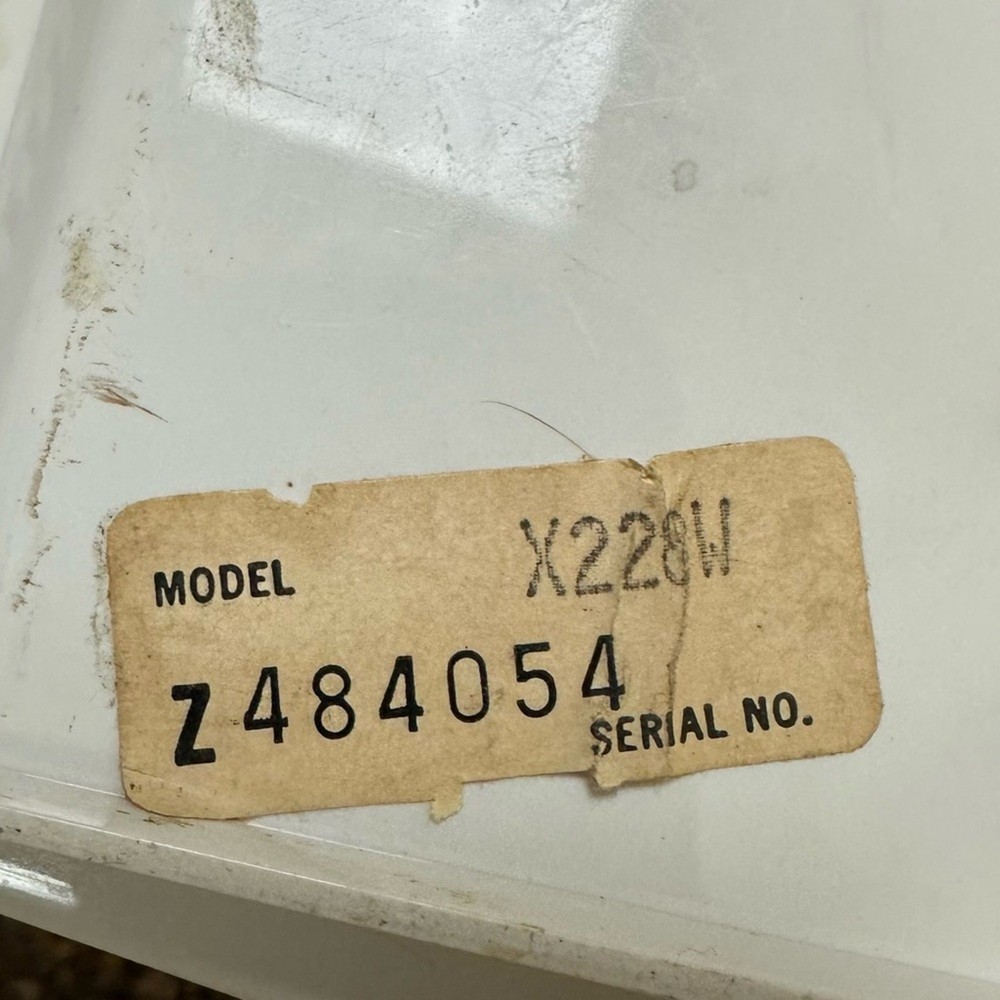 MODEL X228W
Z484054
SERIAL NO.